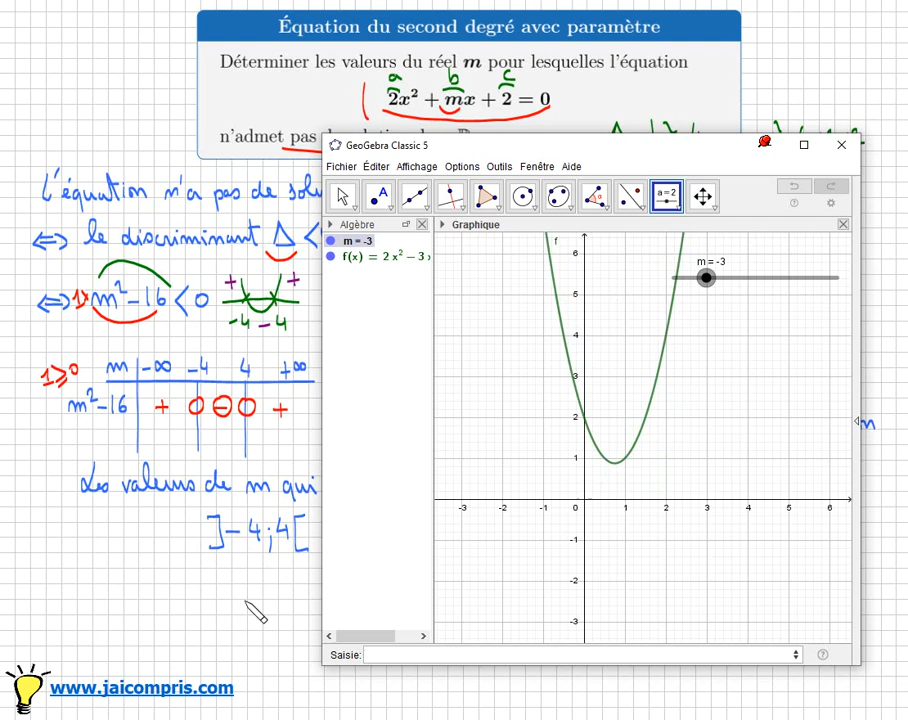 Équation du second degré avec paramètre
Déterminer les valeurs du réel m pour lesquelles l'équation
a b c
2x² + mx + 2 = 0
n'admet pas
L'équation n'a pas de solu
⟺ le discriminant Δ <
⟺ 1×m² − 16 < 0
+ +
-4 − 4
1 ≥ 0
m -∞ -4 4 +∞
m² − 16 + 0 − 0 +
Les valeurs de m qui
]−4;4[
www.jaicompris.com
GeoGebra Classic 5
Fichier Éditer Affichage Options Outils Fenêtre Aide
A a=2
Algèbre
Graphique
m = -3
f(x) = 2 x² − 3
f
m = -3
6
5
4
3
2
1
-3 -2 -1 0 1 2 3 4 5 6
-1
-2
-3
Saisie: